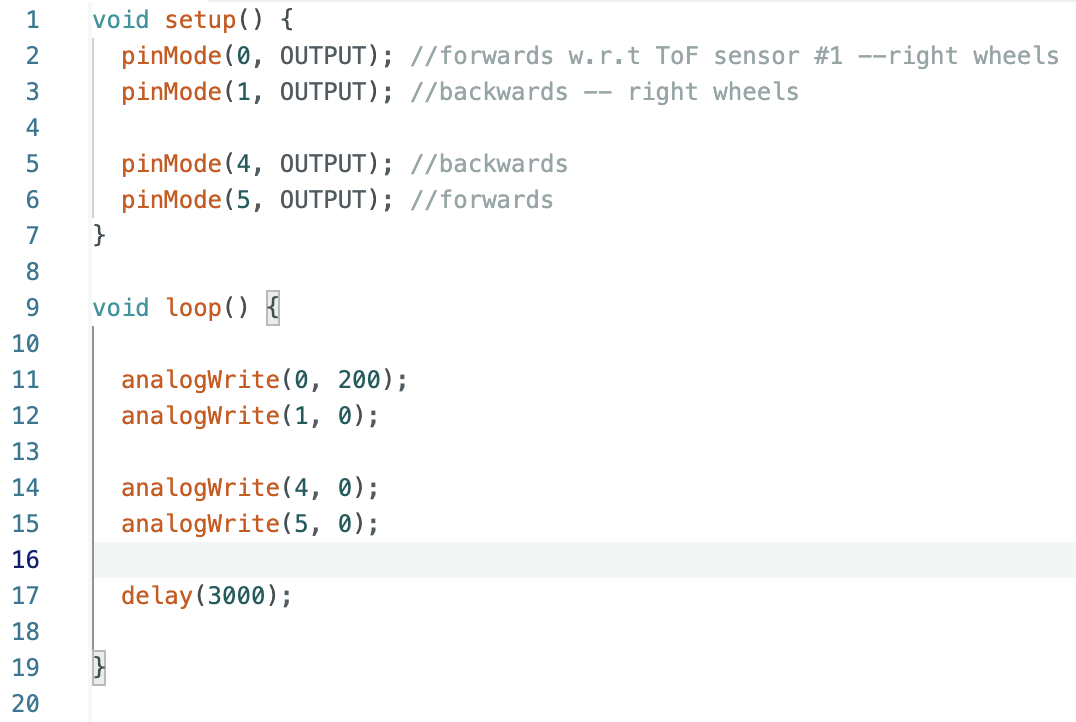 1 void setup() {
2 pinMode(0, OUTPUT); //forwards w.r.t ToF sensor #1 --right wheels
3 pinMode(1, OUTPUT); //backwards -- right wheels
4
5 pinMode(4, OUTPUT); //backwards
6 pinMode(5, OUTPUT); //forwards
7 }
8
9 void loop() {
10
11 analogWrite(0, 200);
12 analogWrite(1, 0);
13
14 analogWrite(4, 0);
15 analogWrite(5, 0);
16
17 delay(3000);
18
19 }
20